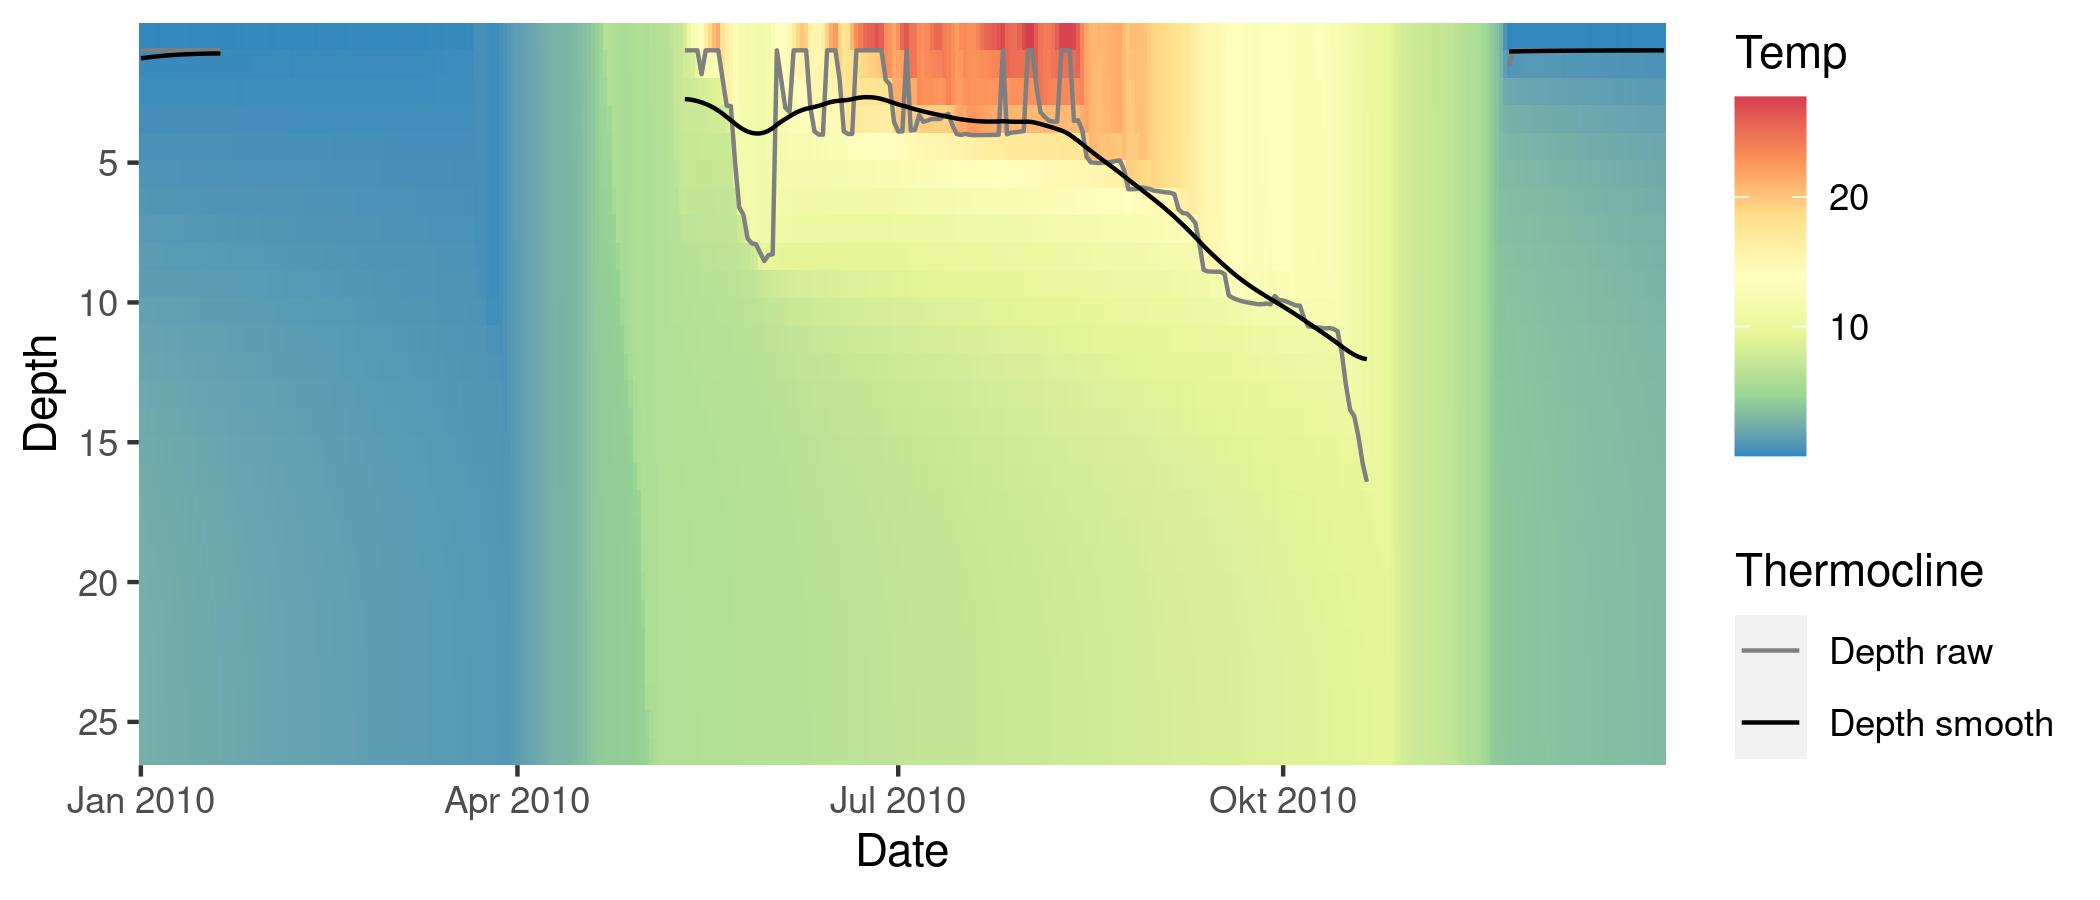 Temp
20
10
Thermocline
Depth raw
Depth smooth
Depth
5
10
15
20
25
Jan 2010
Apr 2010
Jul 2010
Okt 2010
Date